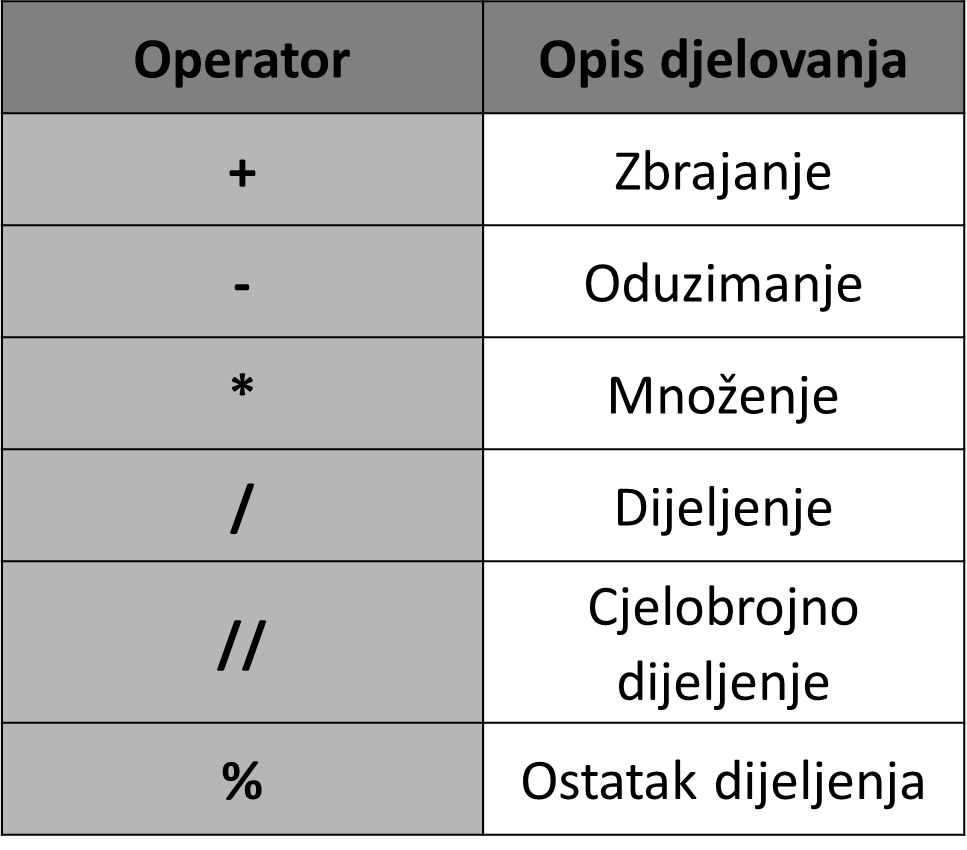 Operator Opis djelovanja
+ Zbrajanje
- Oduzimanje
* Množenje
/ Dijeljenje
// Cjelobrojno
dijeljenje
% Ostatak dijeljenja